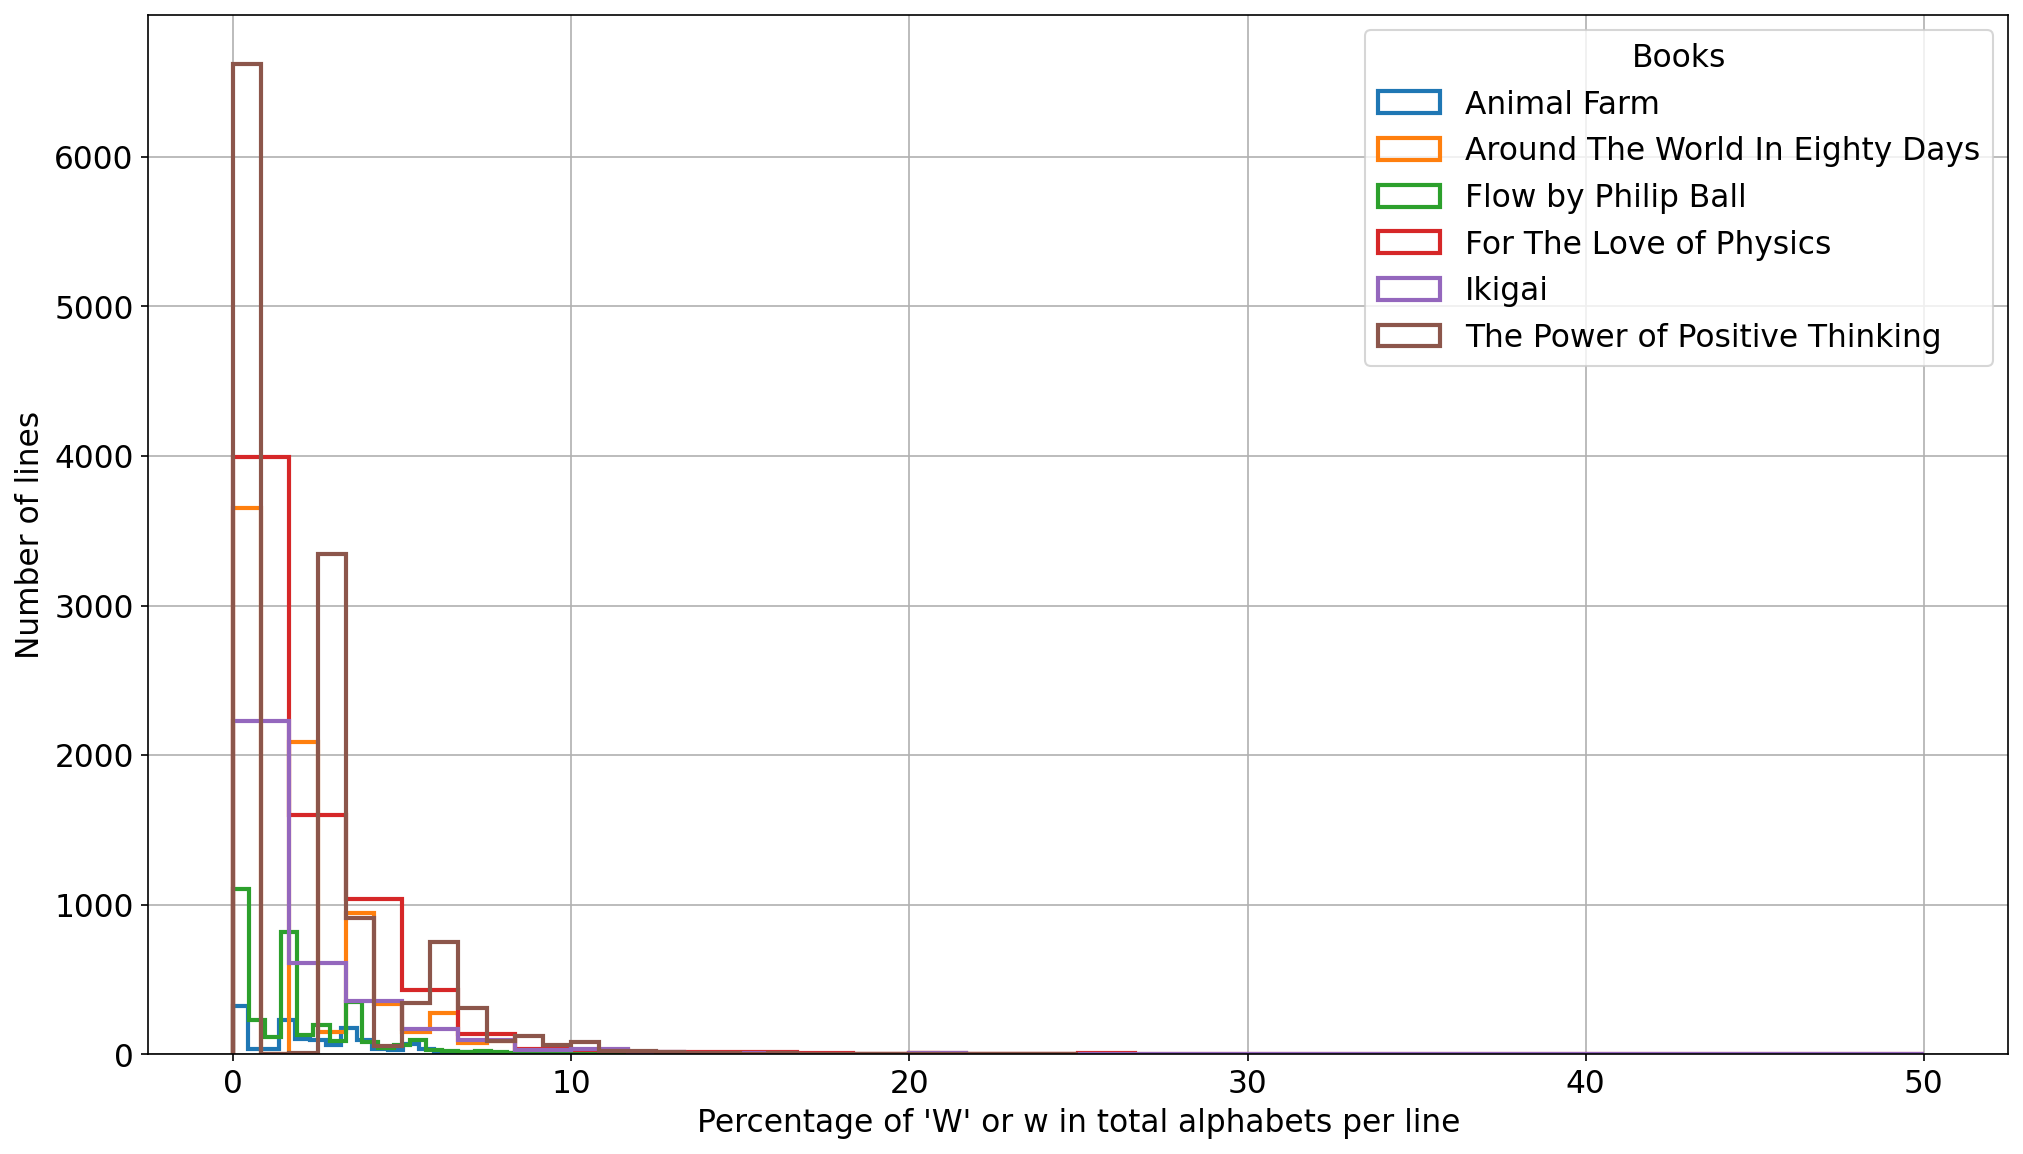 Books
Animal Farm
Around The World In Eighty Days
Flow by Philip Ball
For The Love of Physics
Ikigai
The Power of Positive Thinking
Number of lines
6000
5000
4000
3000
2000
1000
0
0 10 20 30 40 50
Percentage of 'W' or w in total alphabets per line